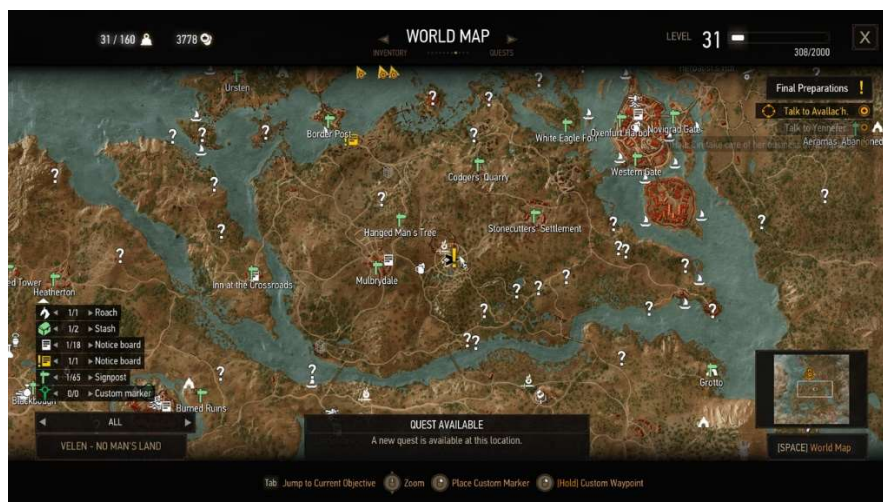 31 / 160
3778
WORLD MAP
INVENTORY
QUESTS
LEVEL 31
308/2000
X
Final Preparations
Talk to Avallac'h.
Talk to Yennefer
Aeramas' Abandoned
Ursten
Border Post
White Eagle Fort
Oxenfurt Harbor
Novigrad Gate
Western Gate
Codgers' Quarry
Hanged Man's Tree
Stonecutters' Settlement
Mulbrydale
Inn at the Crossroads
Heatherton
Grotto
Burned Ruins
1/1 Roach
1/2 Stash
1/18 Notice board
1/1 Notice board
1/65 Signpost
0/0 Custom marker
ALL
VELEN - NO MAN'S LAND
QUEST AVAILABLE
A new quest is available at this location.
[SPACE] World Map
Tab Jump to Current Objective Zoom Place Custom Marker [Hold] Custom Waypoint